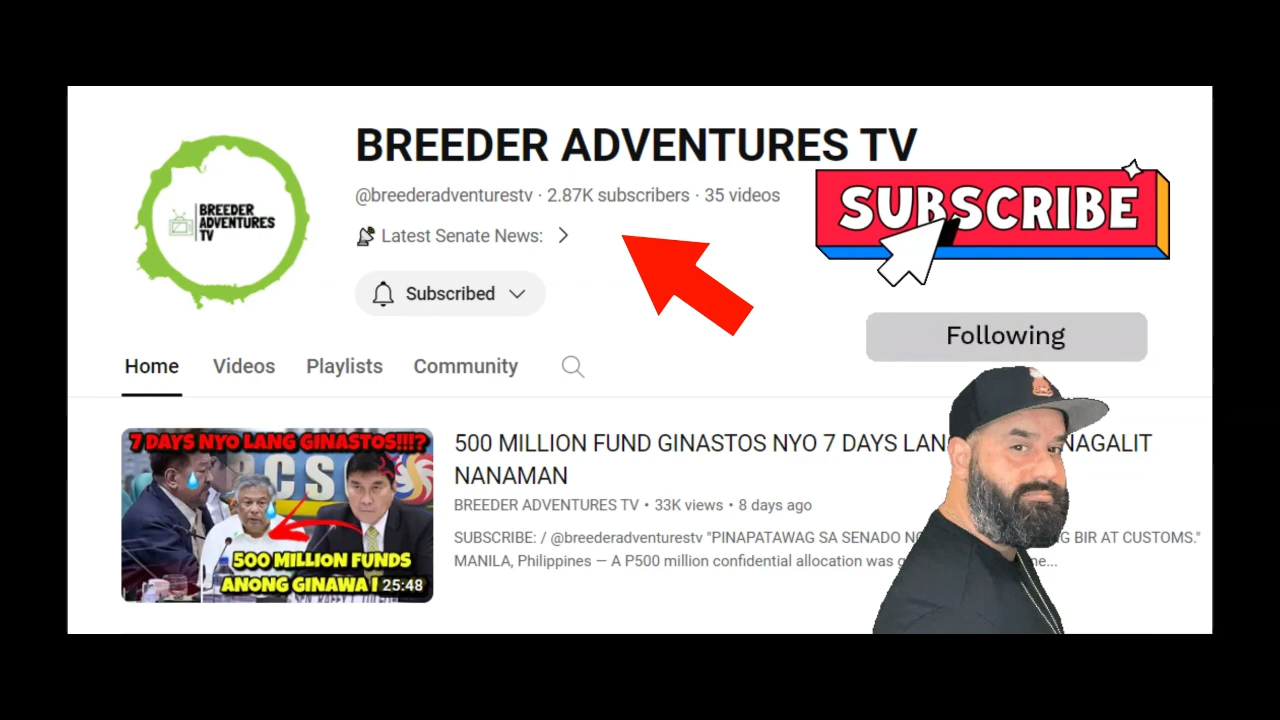 BREEDER ADVENTURES TV
@breederadventurestv · 2.87K subscribers · 35 videos
Latest Senate News:
Subscribed
SUBSCRIBE
Following
BREEDER
ADVENTURES
TV
Home Videos Playlists Community
7 DAYS NYO LANG GINASTOS!!!?
BCS
500 MILLION FUNDS
ANONG GINAWA
25:48
500 MILLION FUND GINASTOS NYO 7 DAYS NAGALIT
NANAMAN
BREEDER ADVENTURES TV • 33K views • 8 days ago
SUBSCRIBE: / @breederadventurestv "PINAPATAWAG SA SENADO BIR AT CUSTOMS."
MANILA, Philippines — A P500 million confidential allocation was